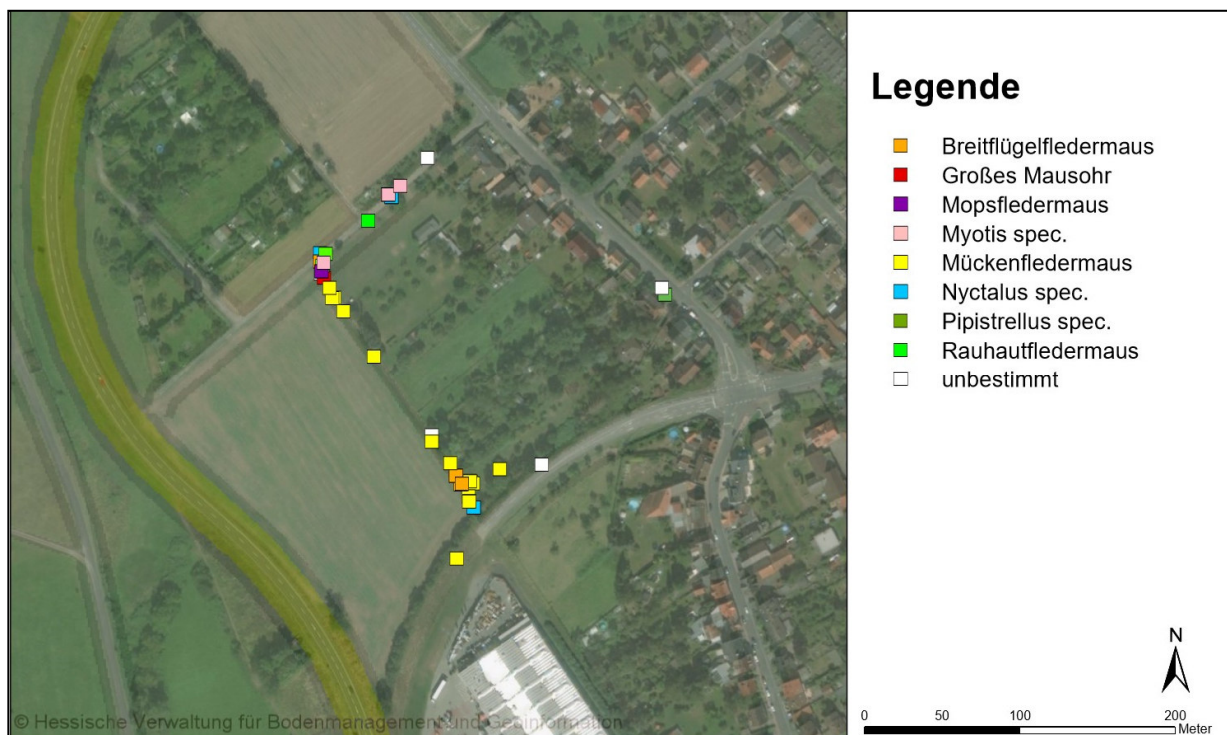 Legende
Breitflügelfledermaus
Großes Mausohr
Mopsfledermaus
Myotis spec.
Mückenfledermaus
Nyctalus spec.
Pipistrellus spec.
Rauhautfledermaus
unbestimmt
N
0 50 100 200
Meter
© Hessische Verwaltung für Bodenmanagement und Geoinformation